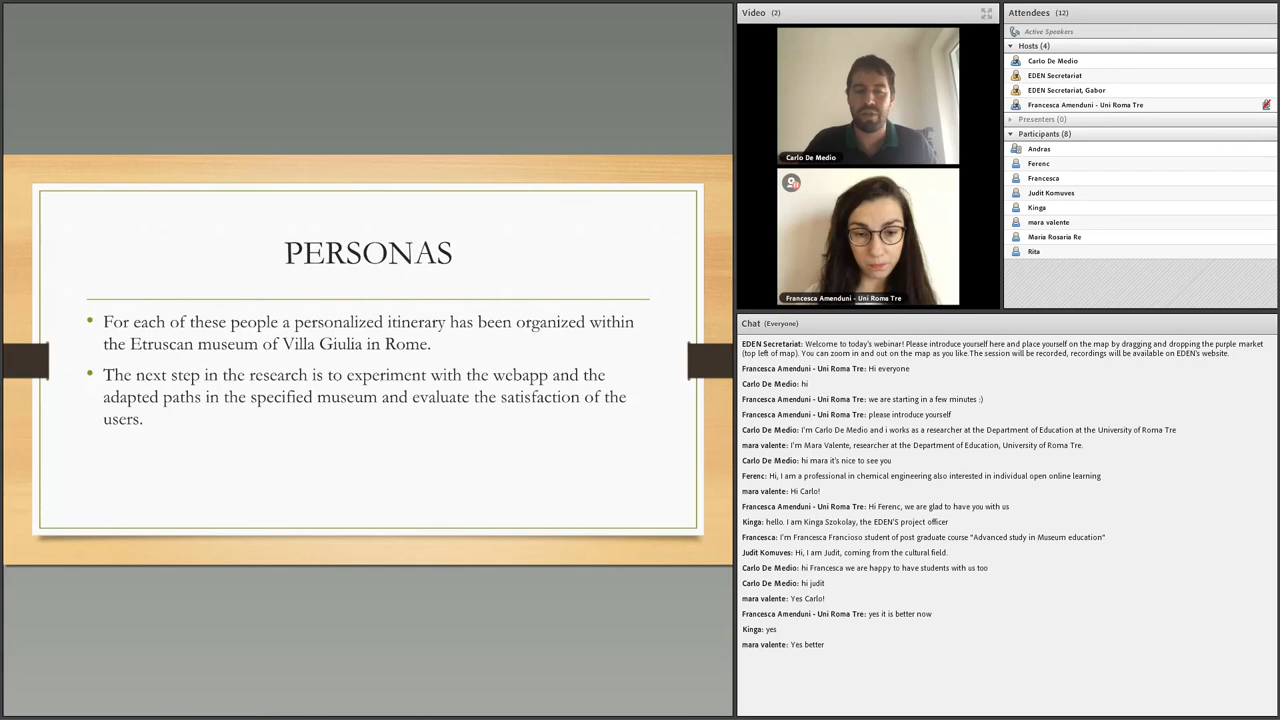 PERSONAS
• For each of these people a personalized itinerary has been organized within
the Etruscan museum of Villa Giulia in Rome.
• The next step in the research is to experiment with the webapp and the
adapted paths in the specified museum and evaluate the satisfaction of the
users.
Video (2)
Carlo De Medio
Francesca Amenduni - Uni Roma Tre
Attendees (12)
Active Speakers
Hosts (4)
Carlo De Medio
EDEN Secretariat
EDEN Secretariat, Gabor
Francesca Amenduni - Uni Roma Tre
Presenters (0)
Participants (8)
Andras
Ferenc
Francesca
Judit Komuves
Kinga
mara valente
Maria Rosaria Re
Rita
Chat (Everyone)
EDEN Secretariat: Welcome to today's webinar! Please introduce yourself here and place yourself on the map by dragging and dropping the purple market
(top left of map). You can zoom in and out on the map as you like.The session will be recorded, recordings will be available on EDEN's website.
Francesca Amenduni - Uni Roma Tre: Hi everyone
Carlo De Medio: hi
Francesca Amenduni - Uni Roma Tre: we are starting in a few minutes :)
Francesca Amenduni - Uni Roma Tre: please introduce yourself
Carlo De Medio: I'm Carlo De Medio and i works as a researcher at the Department of Education at the University of Roma Tre
mara valente: I'm Mara Valente, researcher at the Department of Education, University of Roma Tre.
Carlo De Medio: hi mara it's nice to see you
Ferenc: Hi, I am a professional in chemical engineering also interested in individual open online learning
mara valente: Hi Carlo!
Francesca Amenduni - Uni Roma Tre: Hi Ferenc, we are glad to have you with us
Kinga: hello. I am Kinga Szokolay, the EDEN'S project officer
Francesca: I'm Francesca Francioso student of post graduate course "Advanced study in Museum education"
Judit Komuves: Hi, I am Judit, coming from the cultural field.
Carlo De Medio: hi Francesca we are happy to have students with us too
Carlo De Medio: hi judit
mara valente: Yes Carlo!
Francesca Amenduni - Uni Roma Tre: yes it is better now
Kinga: yes
mara valente: Yes better